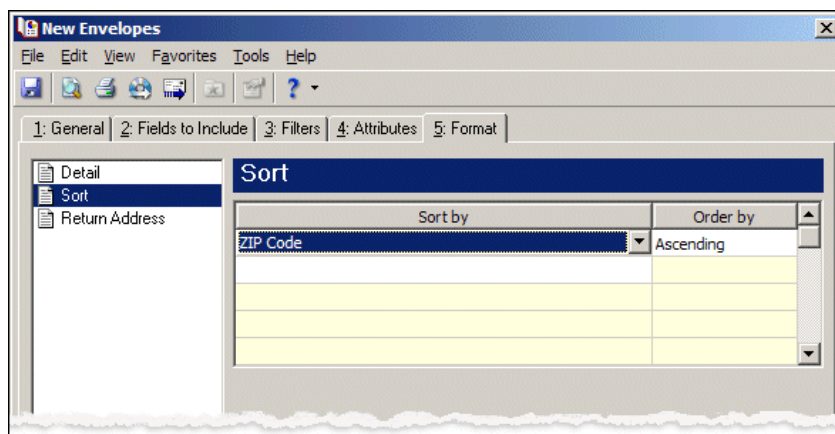 New Envelopes
File Edit View Favorites Tools Help
1: General 2: Fields to Include 3: Filters 4: Attributes 5: Format
Detail
Sort
Return Address
Sort
Sort by Order by
ZIP Code Ascending